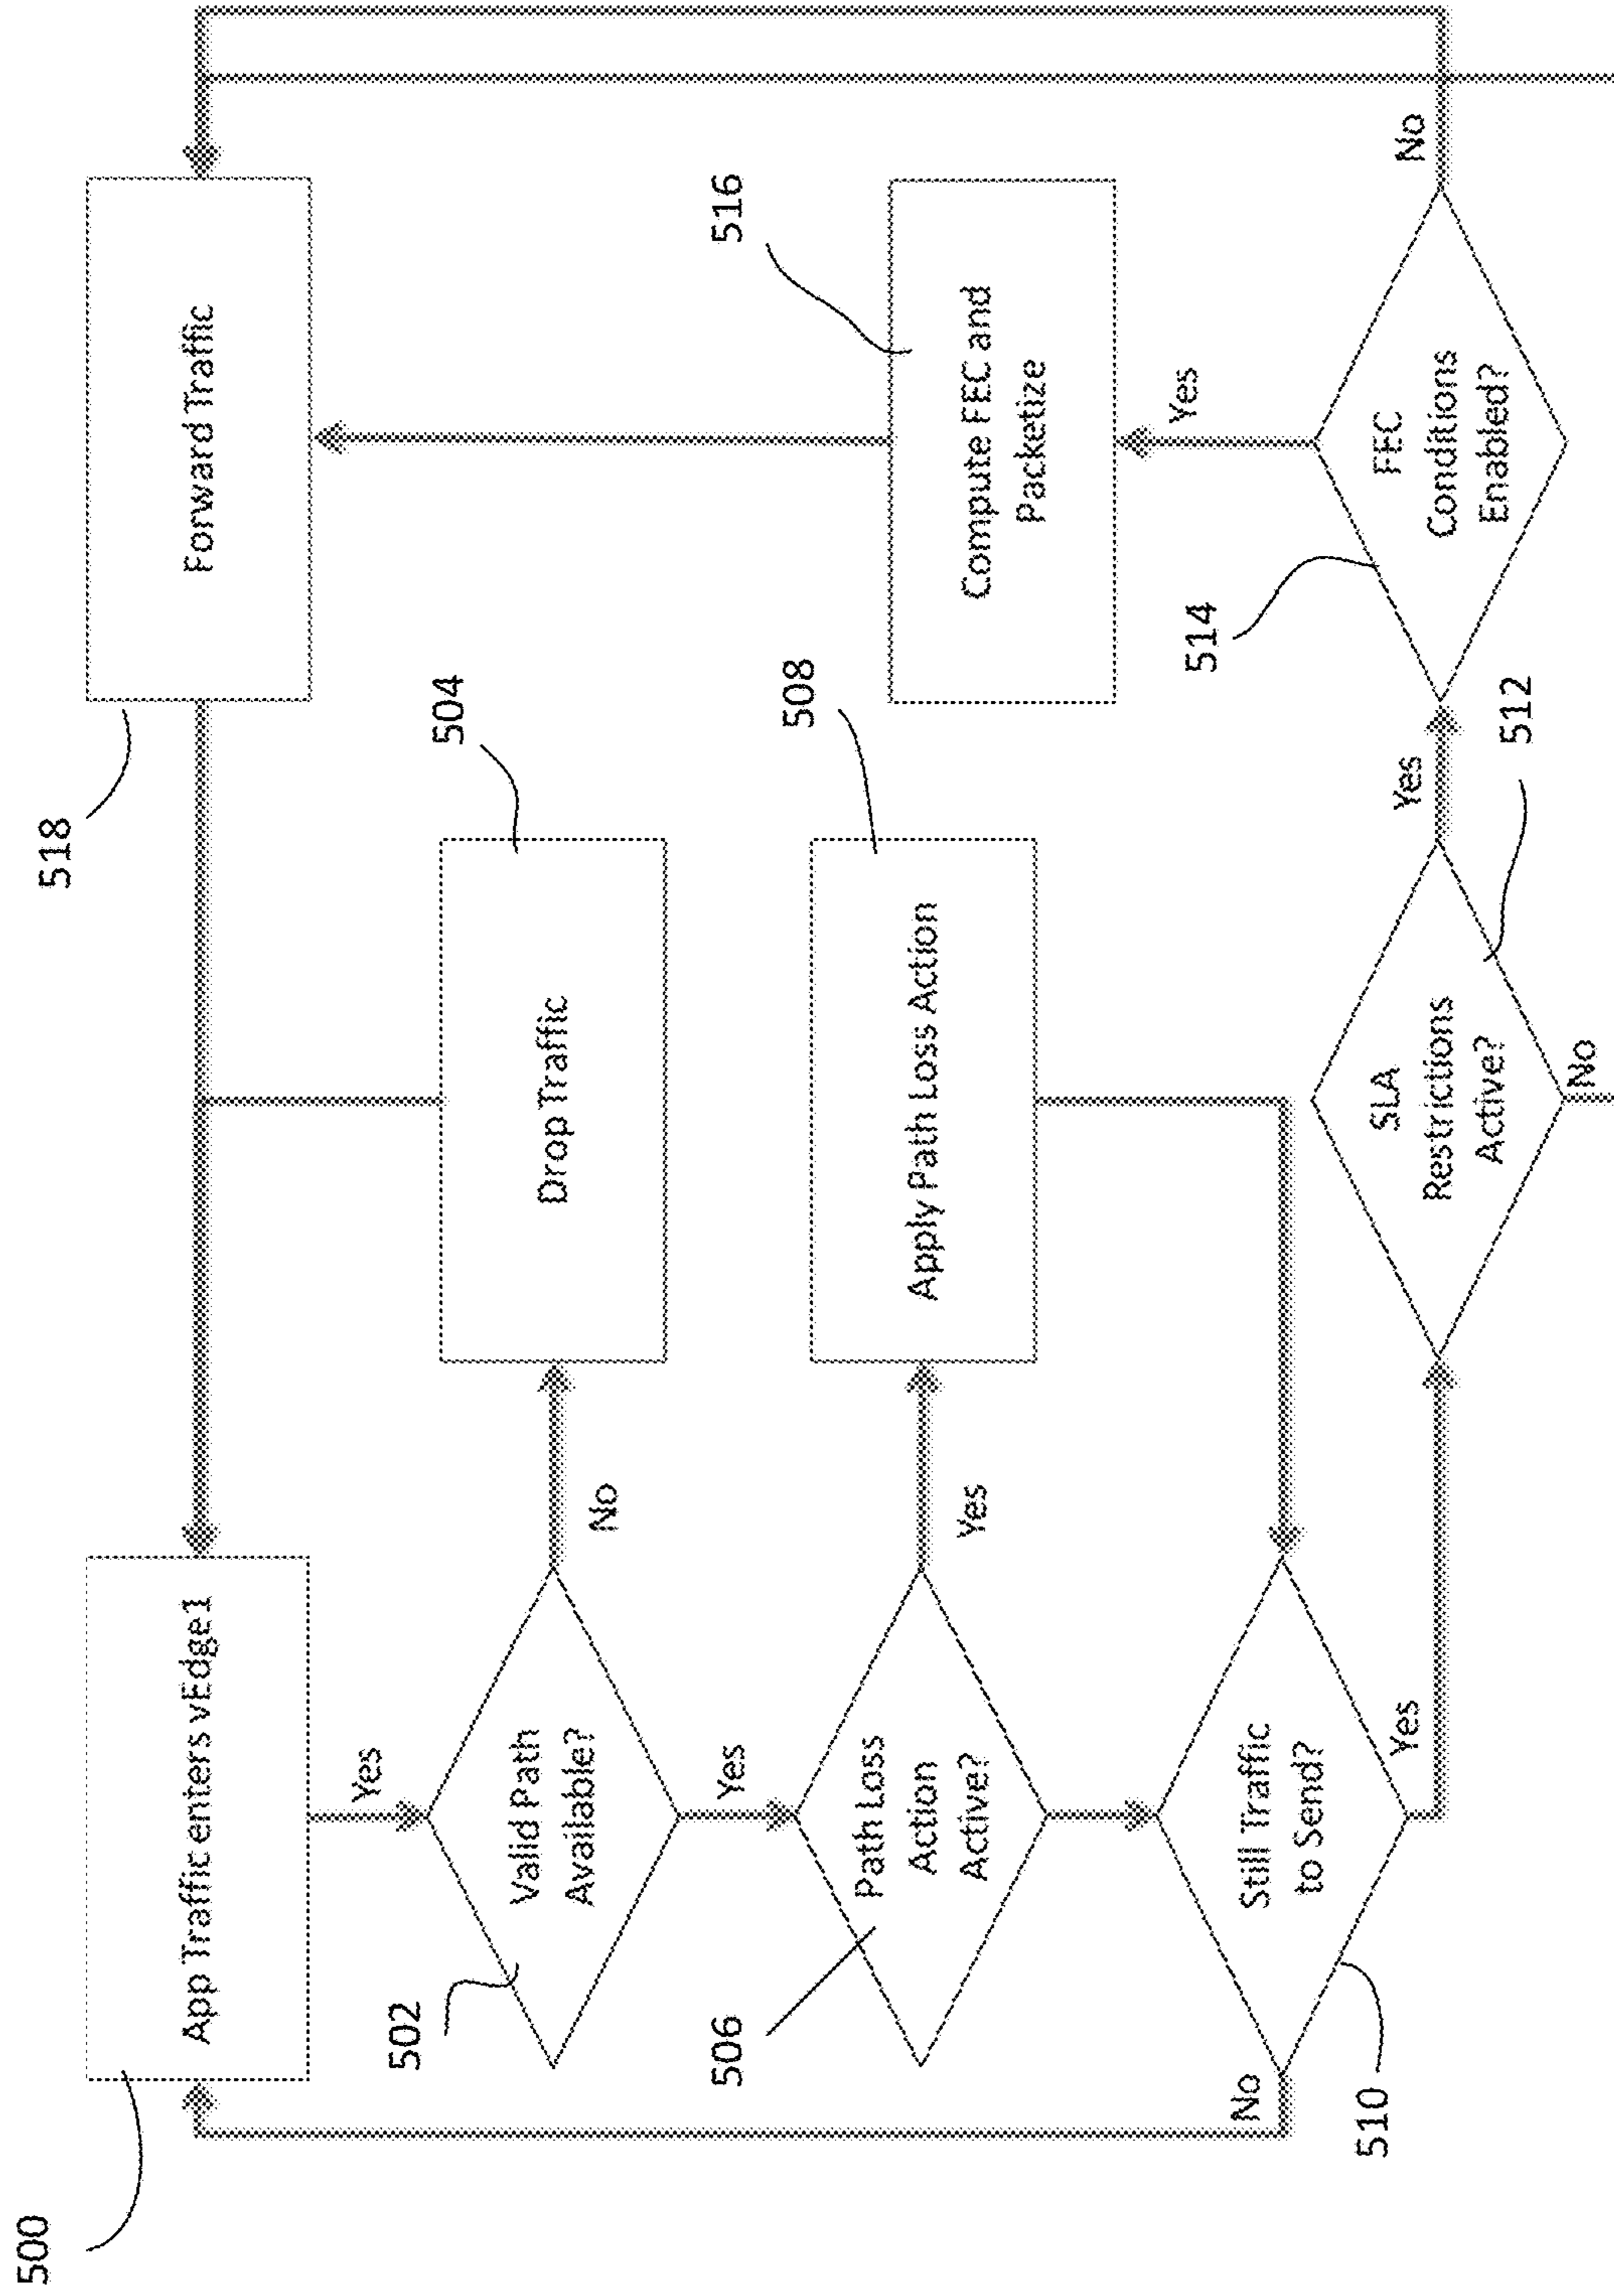 500
App Traffic enters vEdge1
518
Forward Traffic
Yes
502
Valid Path
Available?
No
504
Drop Traffic
Yes
506
Path Loss
Action
Active?
Yes
508
Apply Path Loss Action
516
Compute FEC and
Packetize
Yes
No
Still Traffic
to Send?
510
Yes
SLA
Restrictions
Active?
512
No
Yes
514
FEC
Conditions
Enabled?
No